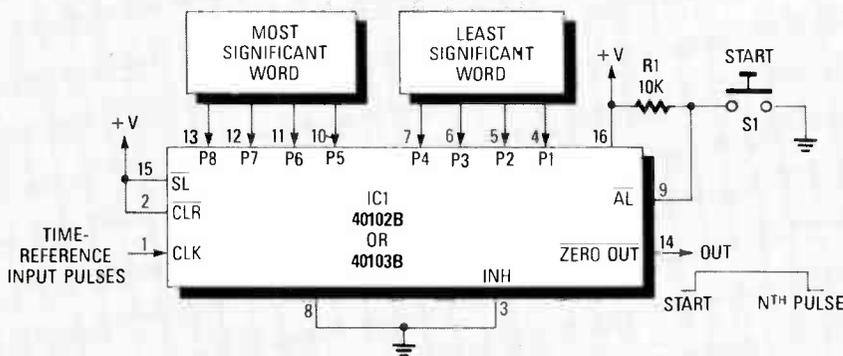 MOST
SIGNIFICANT
WORD
LEAST
SIGNIFICANT
WORD
+V
R1
10K
START
S1
+V
13 12 11 10
7 6 5 4
16
P8 P7 P6 P5
P4 P3 P2 P1
15
SL
2
CLR
TIME-
REFERENCE
INPUT PULSES
1
CLK
IC1
40102B
OR
40103B
AL
9
ZERO OUT
14
OUT
INH
8
3
START
NTH PULSE